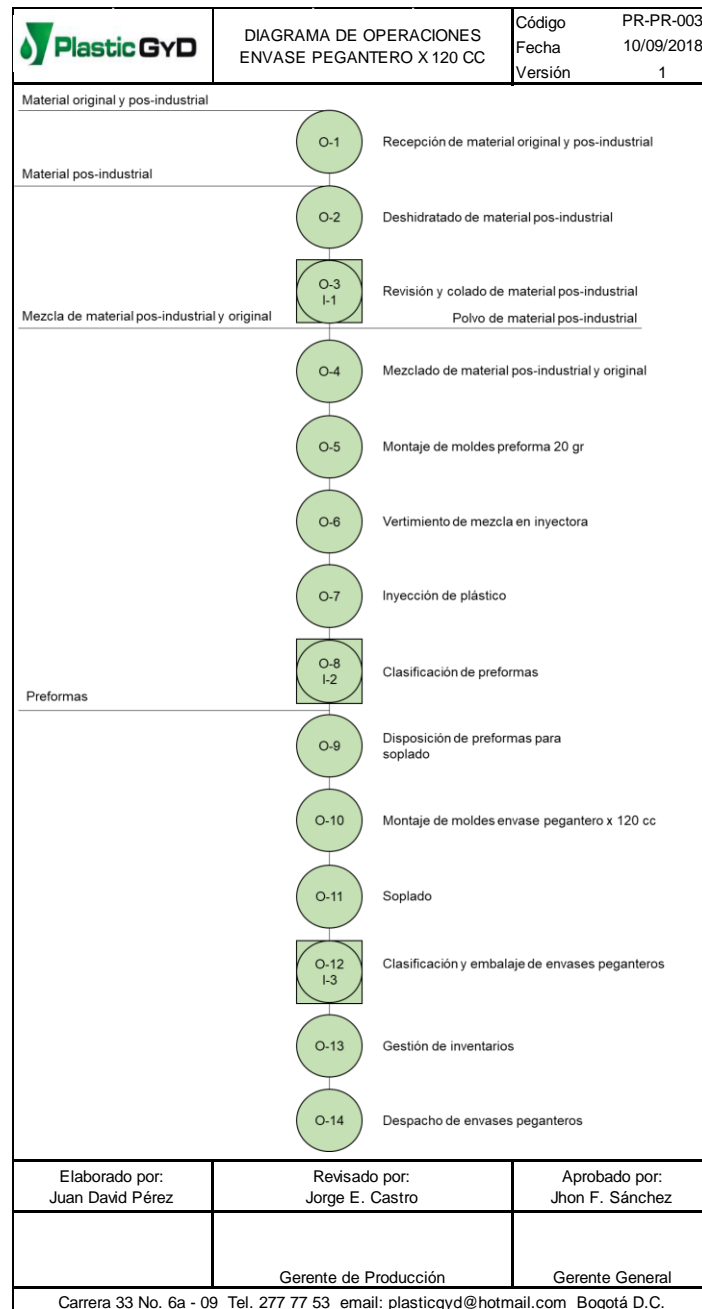 Plastic GYD
DIAGRAMA DE OPERACIONES
ENVASE PEGANTERO X 120 CC
Código PR-PR-003
Fecha 10/09/2018
Versión 1
Material original y pos-industrial
O-1 Recepción de material original y pos-industrial
Material pos-industrial
O-2 Deshidratado de material pos-industrial
O-3
I-1
Revisión y colado de material pos-industrial
Mezcla de material pos-industrial y original
Polvo de material pos-industrial
O-4 Mezclado de material pos-industrial y original
O-5 Montaje de moldes preforma 20 gr
O-6 Vertimiento de mezcla en inyectora
O-7 Inyección de plástico
O-8
I-2
Clasificación de preformas
Preformas
O-9 Disposición de preformas para
soplado
O-10 Montaje de moldes envase pegantero x 120 cc
O-11 Soplado
O-12
I-3
Clasificación y embalaje de envases peganteros
O-13 Gestión de inventarios
O-14 Despacho de envases peganteros
Elaborado por:
Juan David Pérez
Revisado por:
Jorge E. Castro
Aprobado por:
Jhon F. Sánchez
Gerente de Producción
Gerente General
Carrera 33 No. 6a - 09 Tel. 277 77 53 email: plasticgyd@hotmail.com Bogotá D.C.